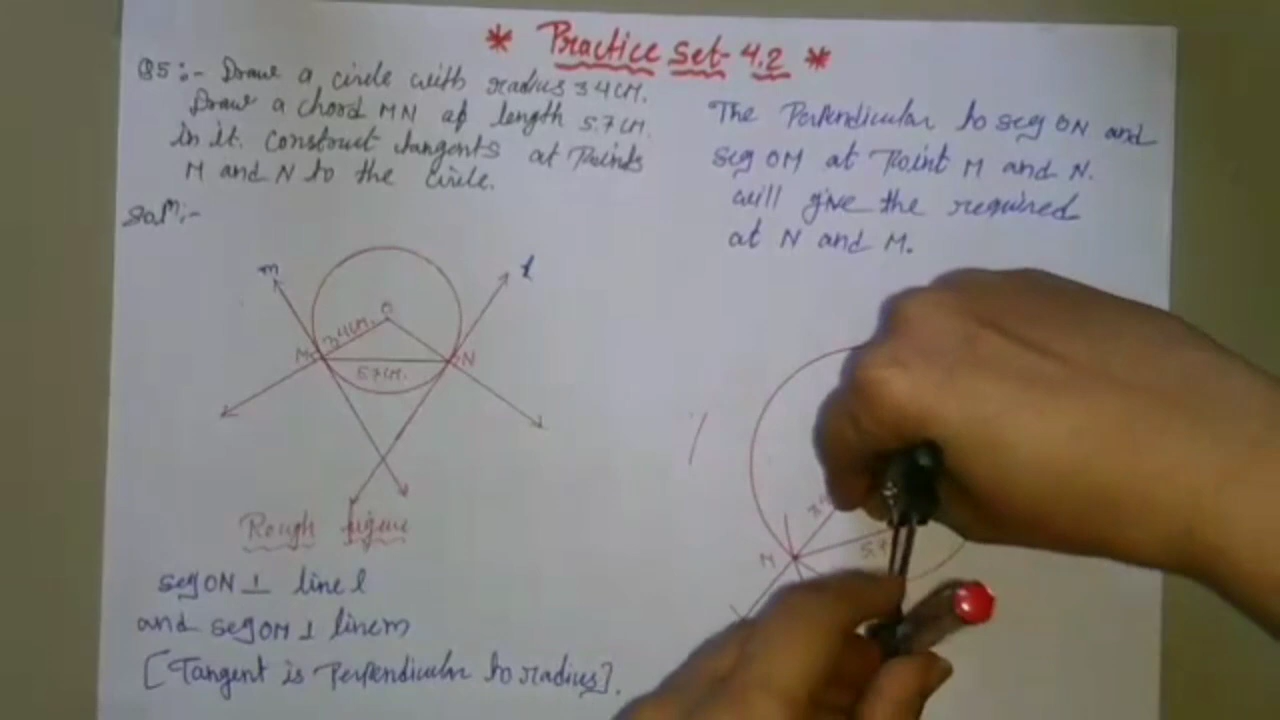 * Practice Set-4.2 *
Q5:- Draw a circle with radius 3.4cm.
Draw a chord MN of length 5.7cm.
in it. Construct tangents at Points
M and N to the circle.
Solⁿ:-
m
l
O
3.4cm.
M
N
5.7cm.
Rough figure
seg ON ⊥ line l
and seg OM ⊥ line m
[Tangent is Perpendicular to radius].
The Perpendicular to seg ON and
seg OM at Point M and N.
will give the required
at N and M.
M
5.7